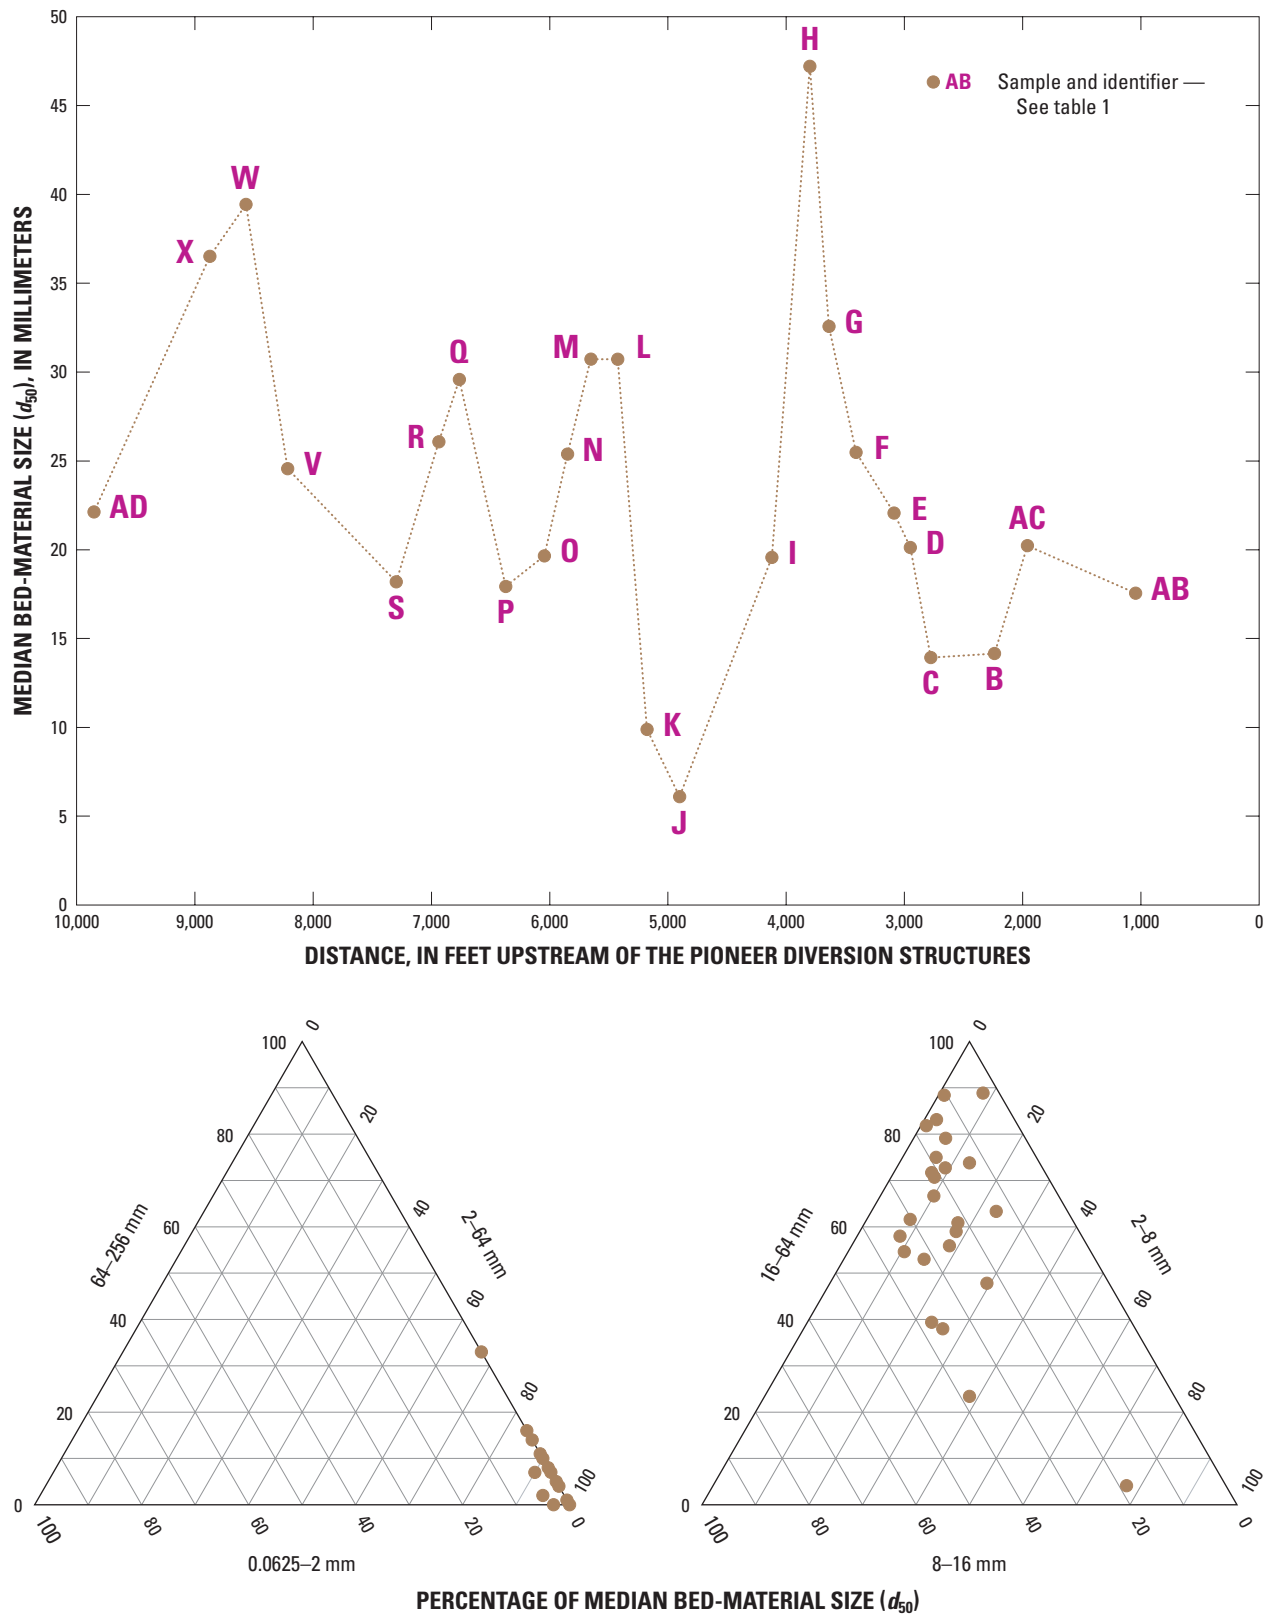 50
45
40
35
30
25
20
15
10
5
0
MEDIAN BED-MATERIAL SIZE (d50), IN MILLIMETERS
H
AB Sample and identifier —
See table 1
W
X
G
Q
M
L
R
N
F
V
AD
E
AC
D
O
I
S
P
AB
C
B
K
J
10,000 9,000 8,000 7,000 6,000 5,000 4,000 3,000 2,000 1,000 0
DISTANCE, IN FEET UPSTREAM OF THE PIONEER DIVERSION STRUCTURES
100
80
60
40
20
0
64–256 mm
0
20
40
60
80
100
2–64 mm
100 80 60 40 20 0
0.0625–2 mm
100
80
60
40
20
0
16–64 mm
0
20
40
60
80
100
2–8 mm
100 80 60 40 20 0
8–16 mm
PERCENTAGE OF MEDIAN BED-MATERIAL SIZE (d50)